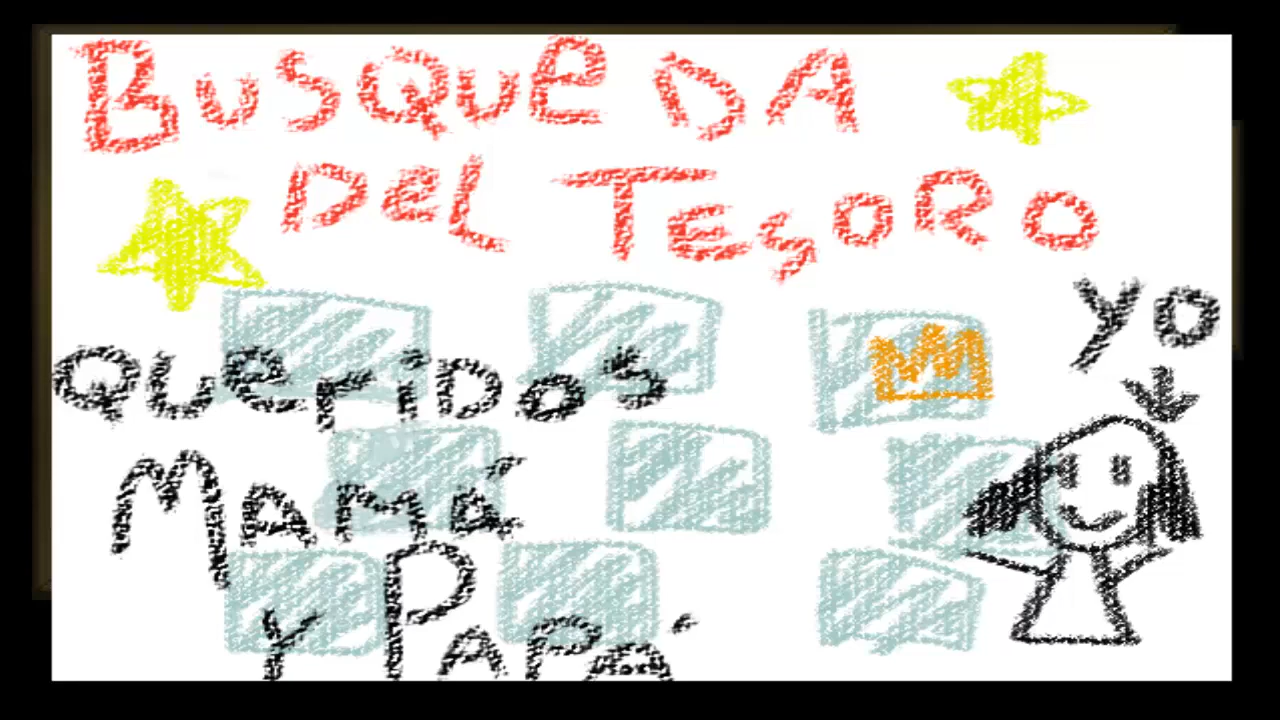 BUSQUEDA
DEL TESORO
yo
QUERIDOS
MAMÁ
Y PAPÁ